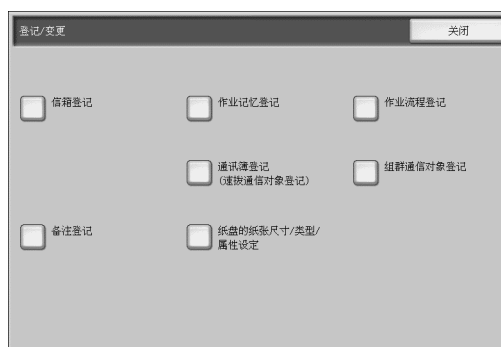 登记/变更
关闭
信箱登记
作业记忆登记
作业流程登记
通讯簿登记
(速拨通信对象登记)
组群通信对象登记
备注登记
纸盘的纸张尺寸/类型/
属性设定